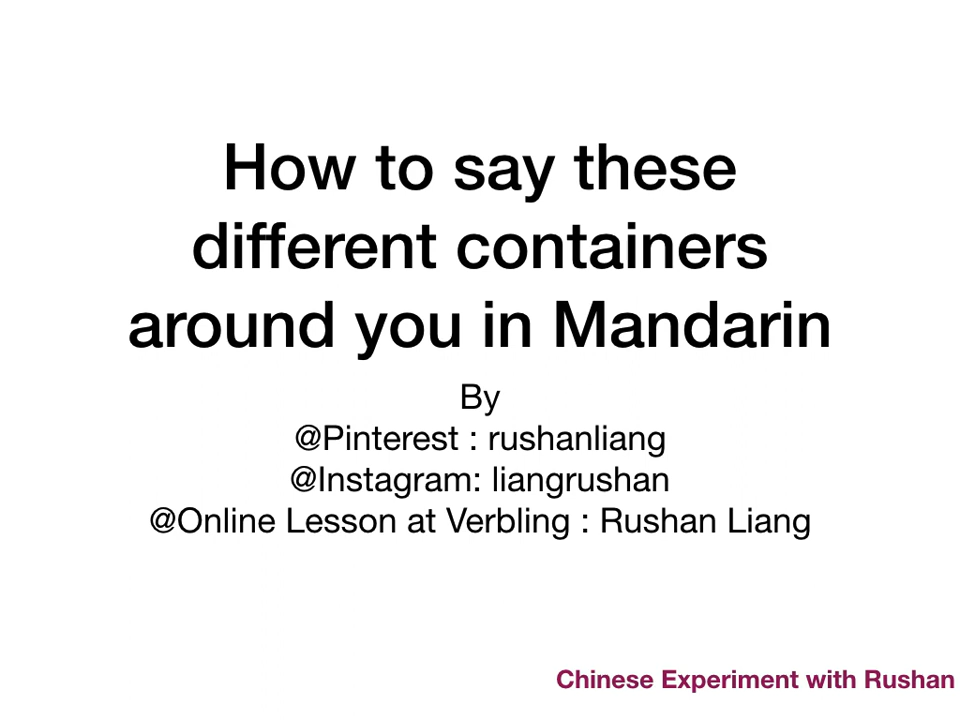 How to say these
different containers
around you in Mandarin
By
@Pinterest : rushanliang
@Instagram: liangrushan
@Online Lesson at Verbling : Rushan Liang
Chinese Experiment with Rushan